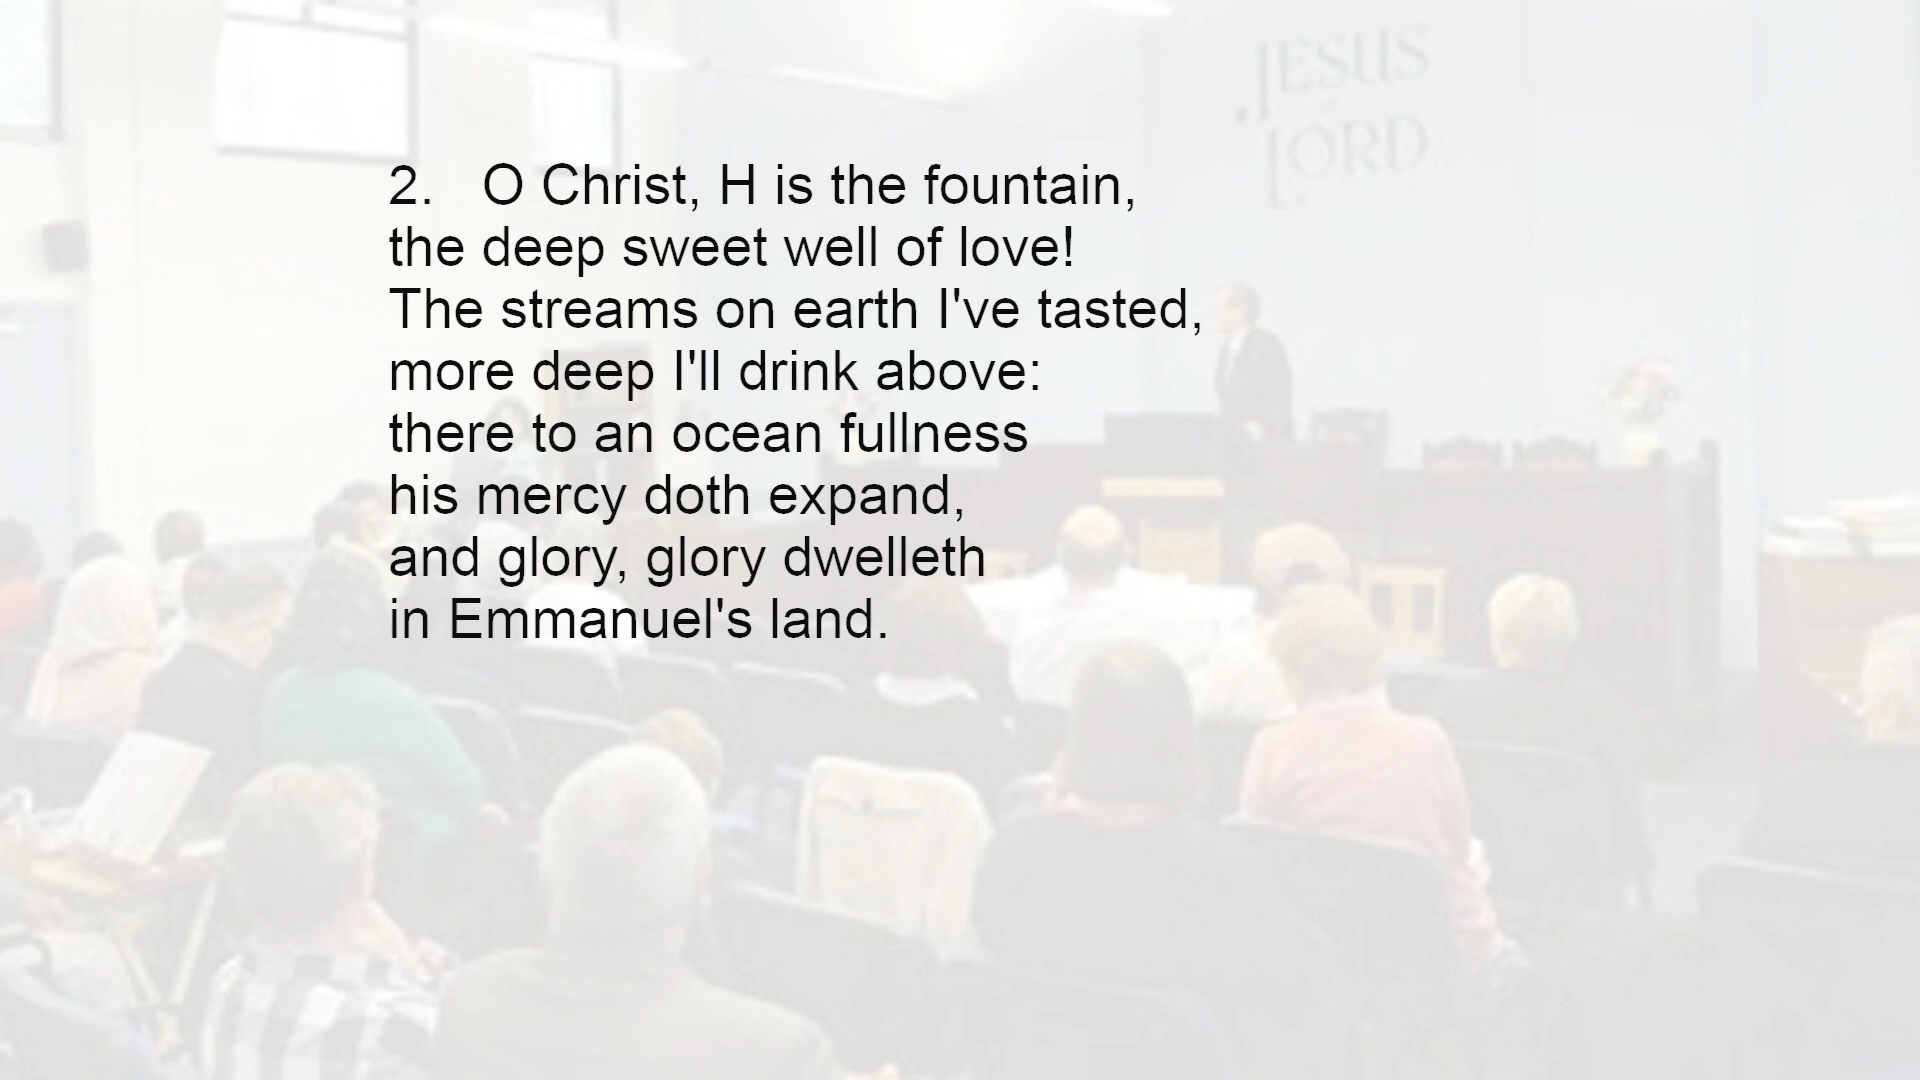 JESUS
LORD
2. O Christ, H is the fountain,
the deep sweet well of love!
The streams on earth I've tasted,
more deep I'll drink above:
there to an ocean fullness
his mercy doth expand,
and glory, glory dwelleth
in Emmanuel's land.